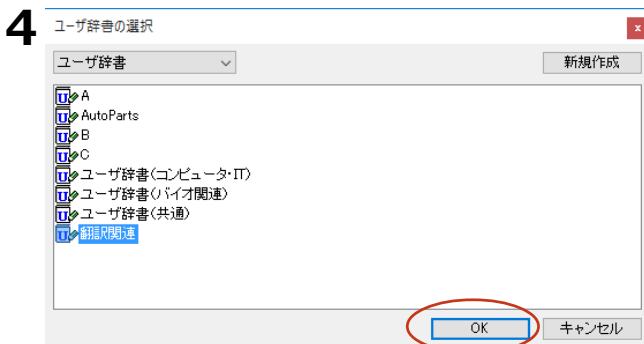 4
ユーザ辞書の選択
x
ユーザ辞書
新規作成
A
AutoParts
B
C
ユーザ辞書(コンピュータ・IT)
ユーザ辞書(バイオ関連)
ユーザ辞書(共通)
翻訳関連
OK
キャンセル